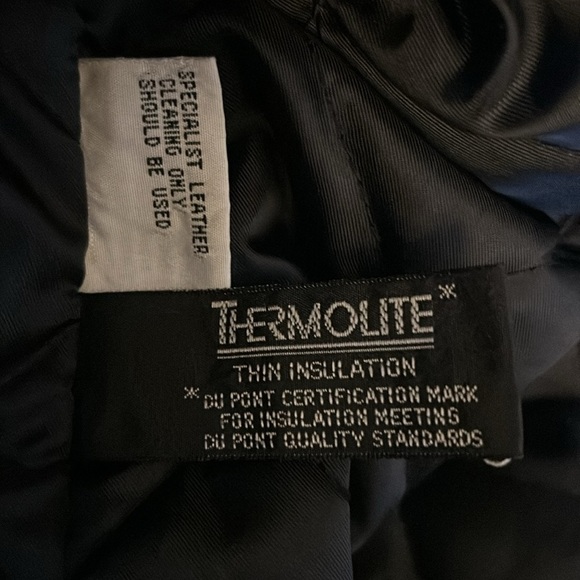 SPECIALIST LEATHER
CLEANING ONLY
SHOULD BE USED
THERMOLITE*
THIN INSULATION
* DU PONT CERTIFICATION MARK
FOR INSULATION MEETING
DU PONT QUALITY STANDARDS